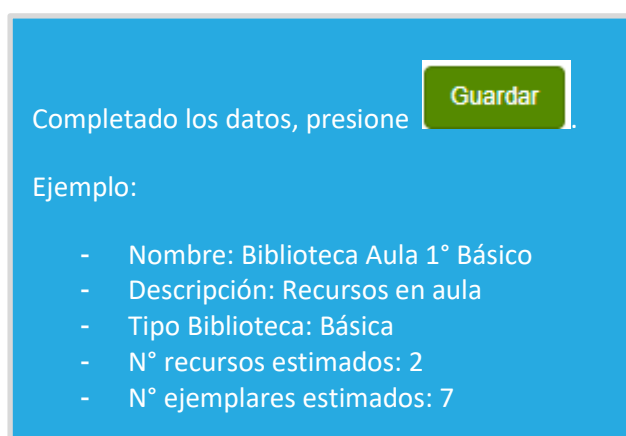 Completado los datos, presione Guardar.
Ejemplo:
- Nombre: Biblioteca Aula 1° Básico
- Descripción: Recursos en aula
- Tipo Biblioteca: Básica
- N° recursos estimados: 2
- N° ejemplares estimados: 7